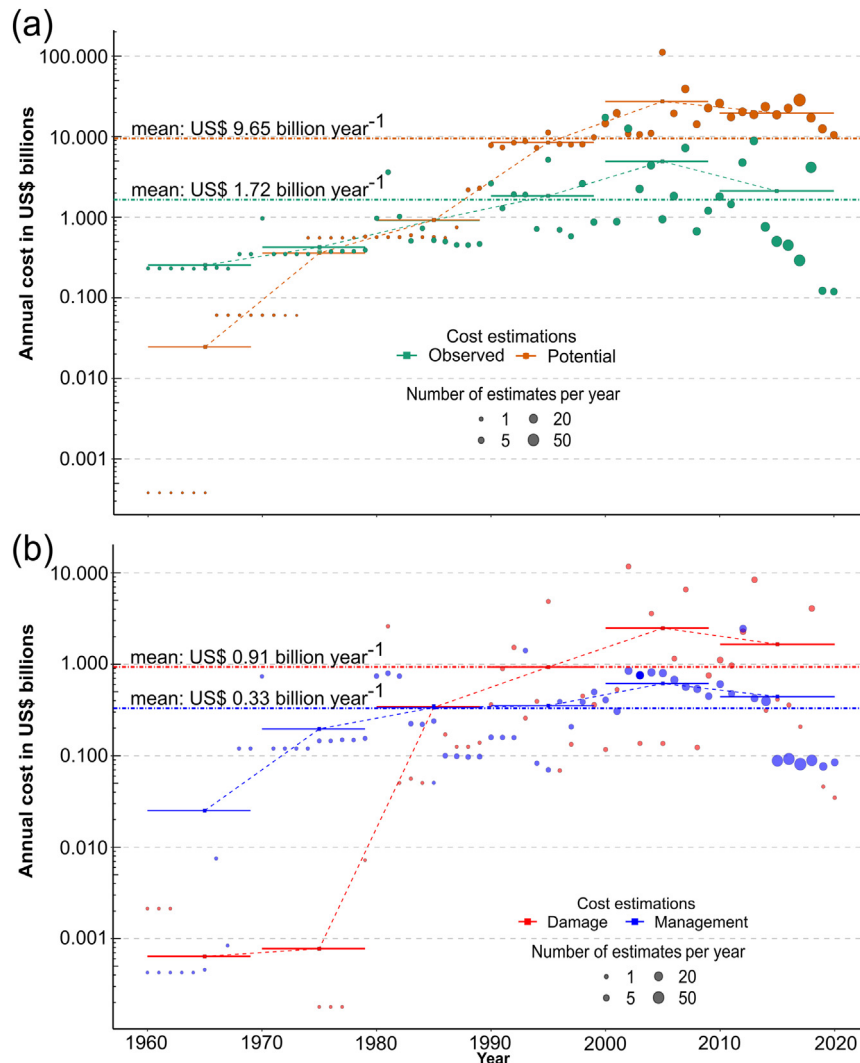 (a)
Annual cost in US$ billions
100.000
10.000
1.000
0.100
0.010
0.001
mean: US$ 9.65 billion year-1
mean: US$ 1.72 billion year-1
Cost estimations
Observed Potential
Number of estimates per year
1 20
5 50
(b)
Annual cost in US$ billions
10.000
1.000
0.100
0.010
0.001
mean: US$ 0.91 billion year-1
mean: US$ 0.33 billion year-1
Cost estimations
Damage Management
Number of estimates per year
1 20
5 50
1960 1970 1980 1990 2000 2010 2020
Year